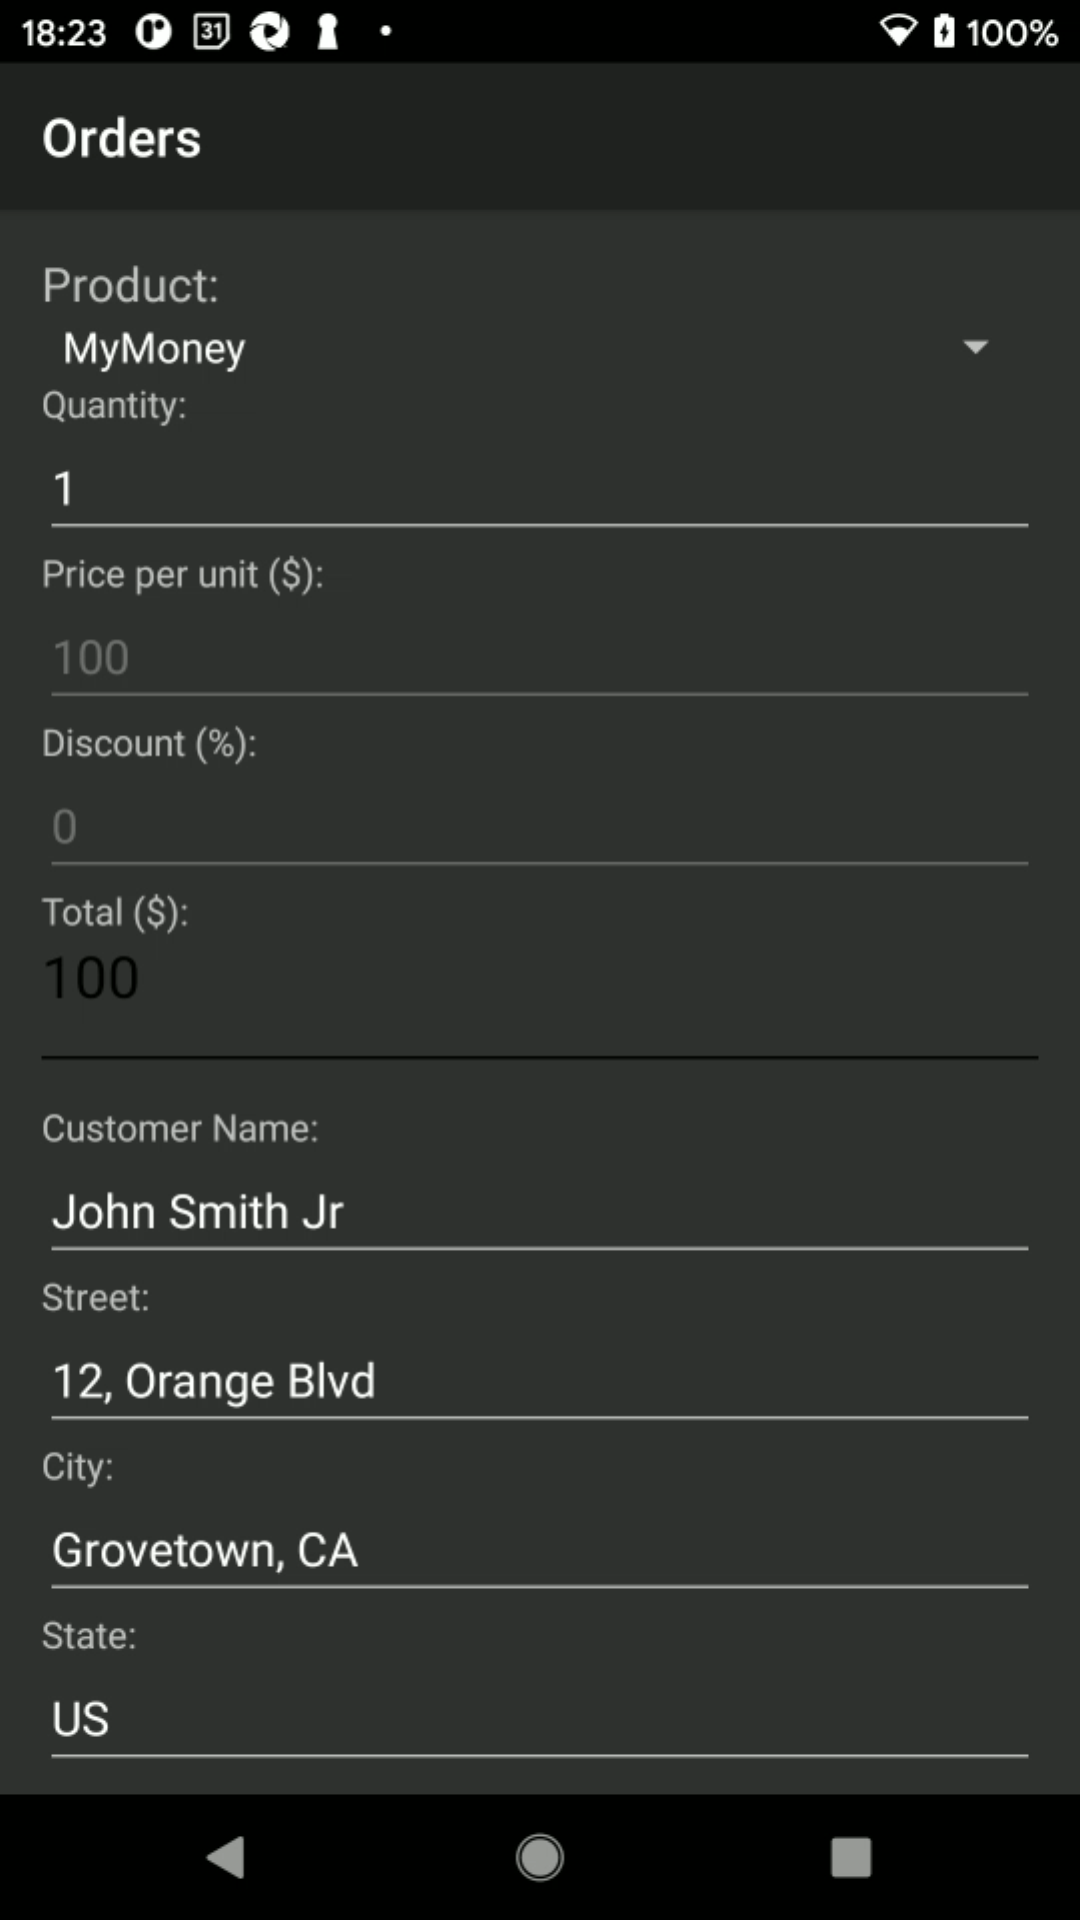 18:23 31 100%
Orders
Product:
MyMoney
Quantity:
1
Price per unit ($):
100
Discount (%):
0
Total ($):
100
Customer Name:
John Smith Jr
Street:
12, Orange Blvd
City:
Grovetown, CA
State:
US